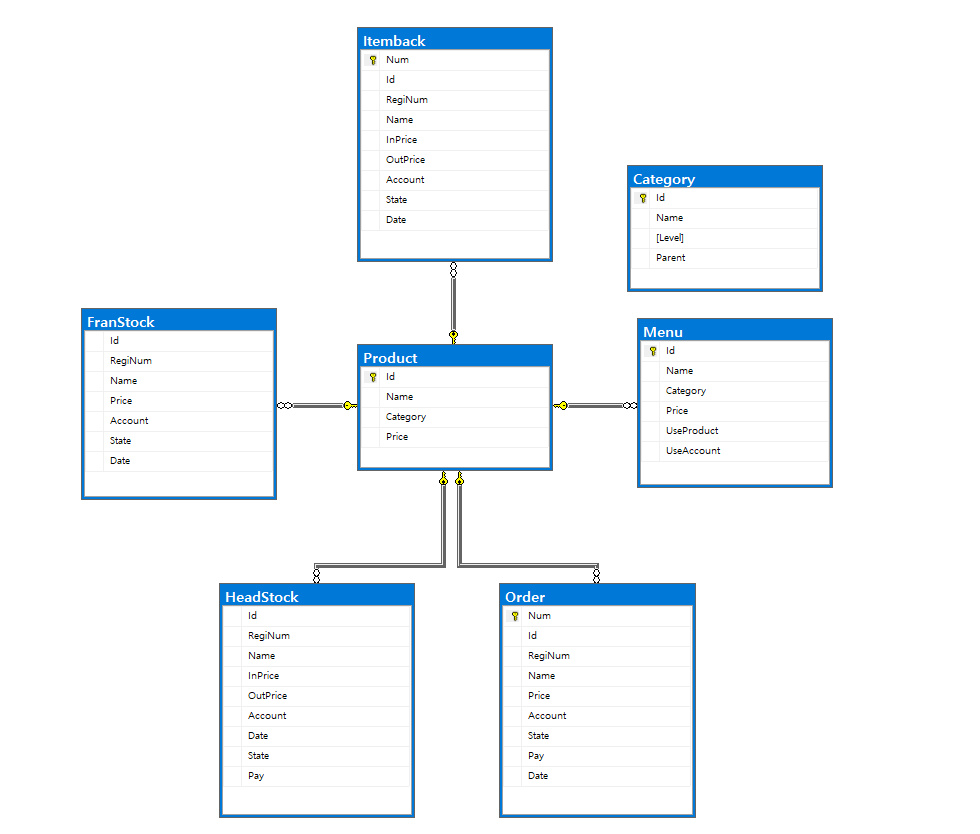 Itemback
Num
Id
RegiNum
Name
InPrice
OutPrice
Account
State
Date
Category
Id
Name
[Level]
Parent
FranStock
Id
RegiNum
Name
Price
Account
State
Date
Product
Id
Name
Category
Price
Menu
Id
Name
Category
Price
UseProduct
UseAccount
HeadStock
Id
RegiNum
Name
InPrice
OutPrice
Account
Date
State
Pay
Order
Num
Id
RegiNum
Name
Price
Account
State
Pay
Date